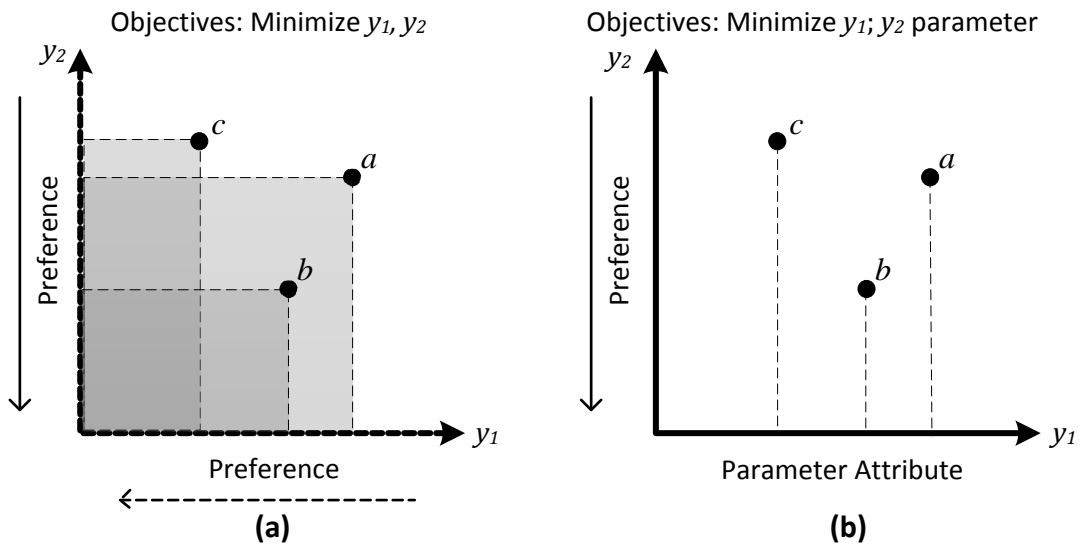 Objectives: Minimize y1, y2
y2
c
a
b
Preference
y1
Preference
(a)
Objectives: Minimize y1; y2 parameter
y2
c
a
b
Preference
y1
Parameter Attribute
(b)